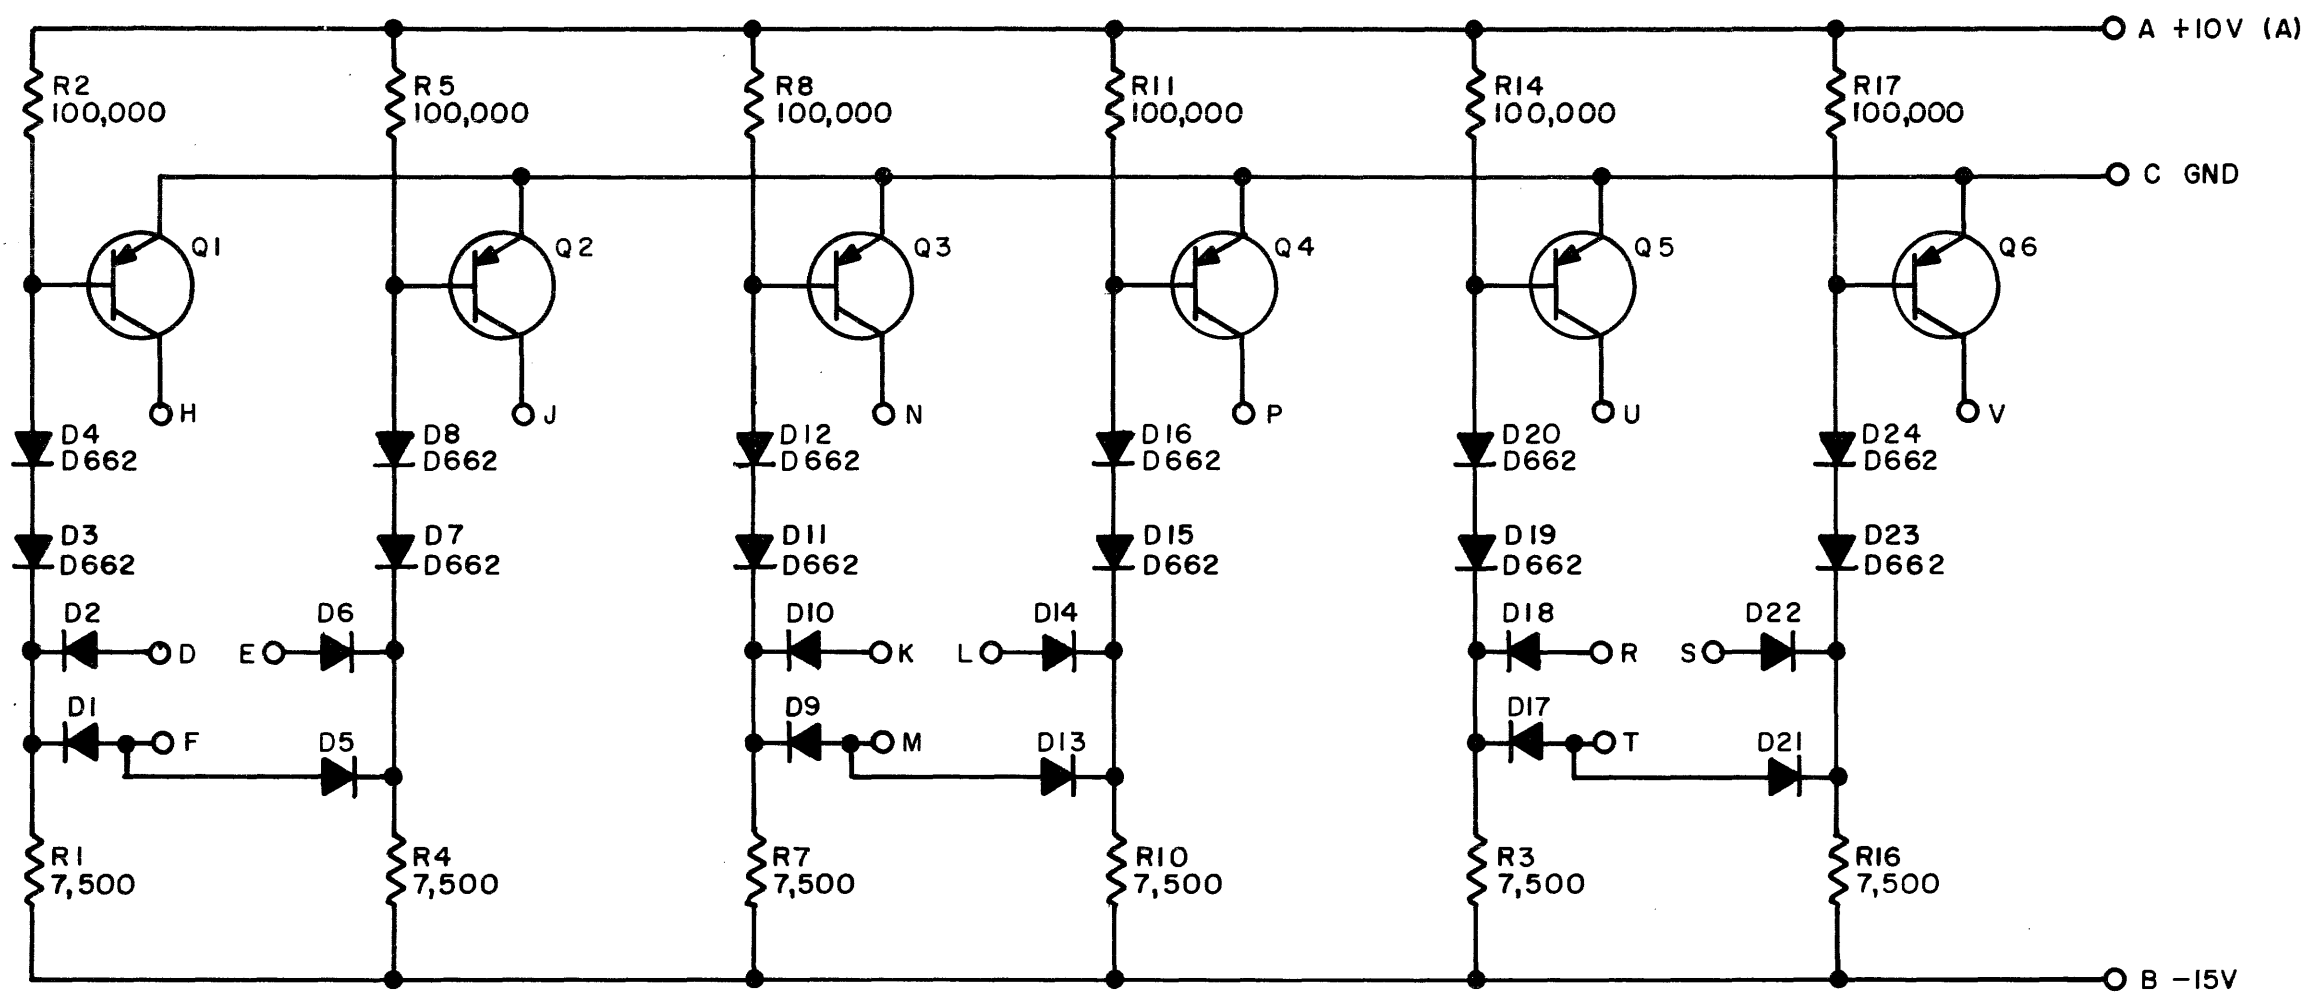 A +10V (A)
R2
100,000
R5
100,000
R8
100,000
R11
100,000
R14
100,000
R17
100,000
C GND
Q1
Q2
Q3
Q4
Q5
Q6
H
J
N
P
U
V
D4
D662
D8
D662
D12
D662
D16
D662
D20
D662
D24
D662
D3
D662
D7
D662
D11
D662
D15
D662
D19
D662
D23
D662
D2
D6
D10
D14
D18
D22
D
E
K
L
R
S
D1
D9
D17
F
D5
M
D13
T
D21
R1
7,500
R4
7,500
R7
7,500
R10
7,500
R3
7,500
R16
7,500
B -15V